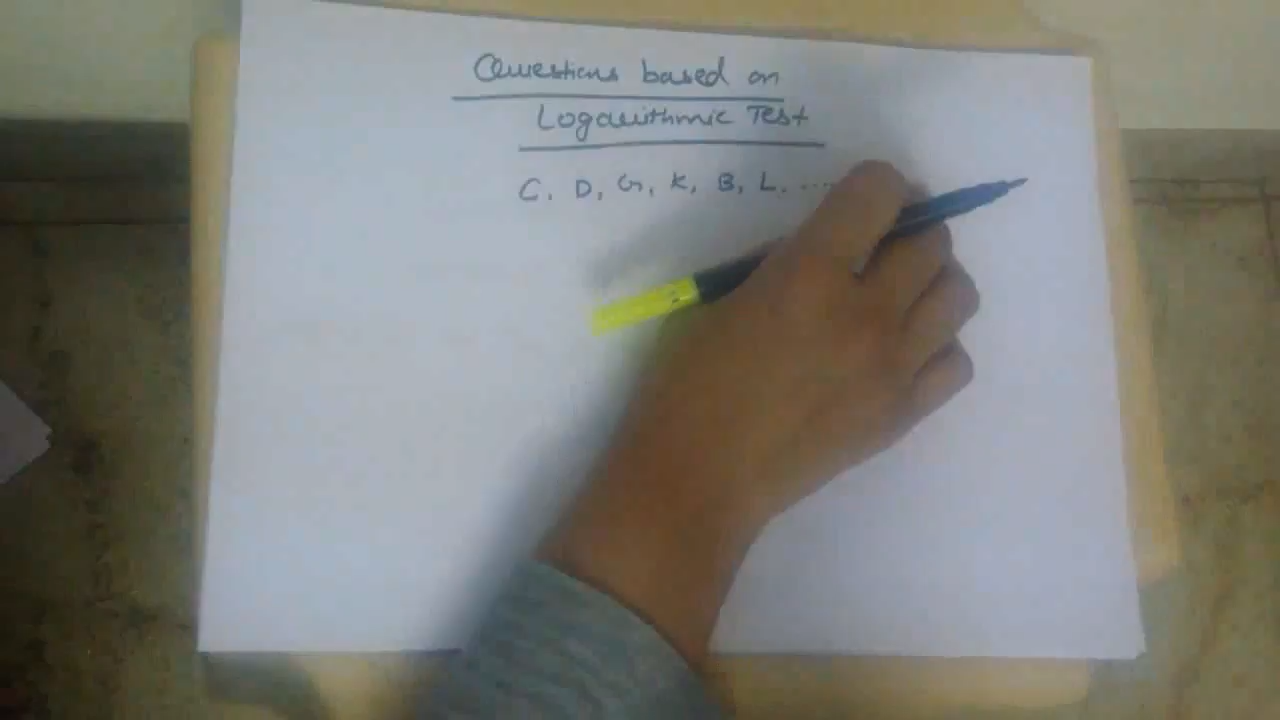 Questions based on
Logarithmic Test
C, D, G, K, B, L, ....